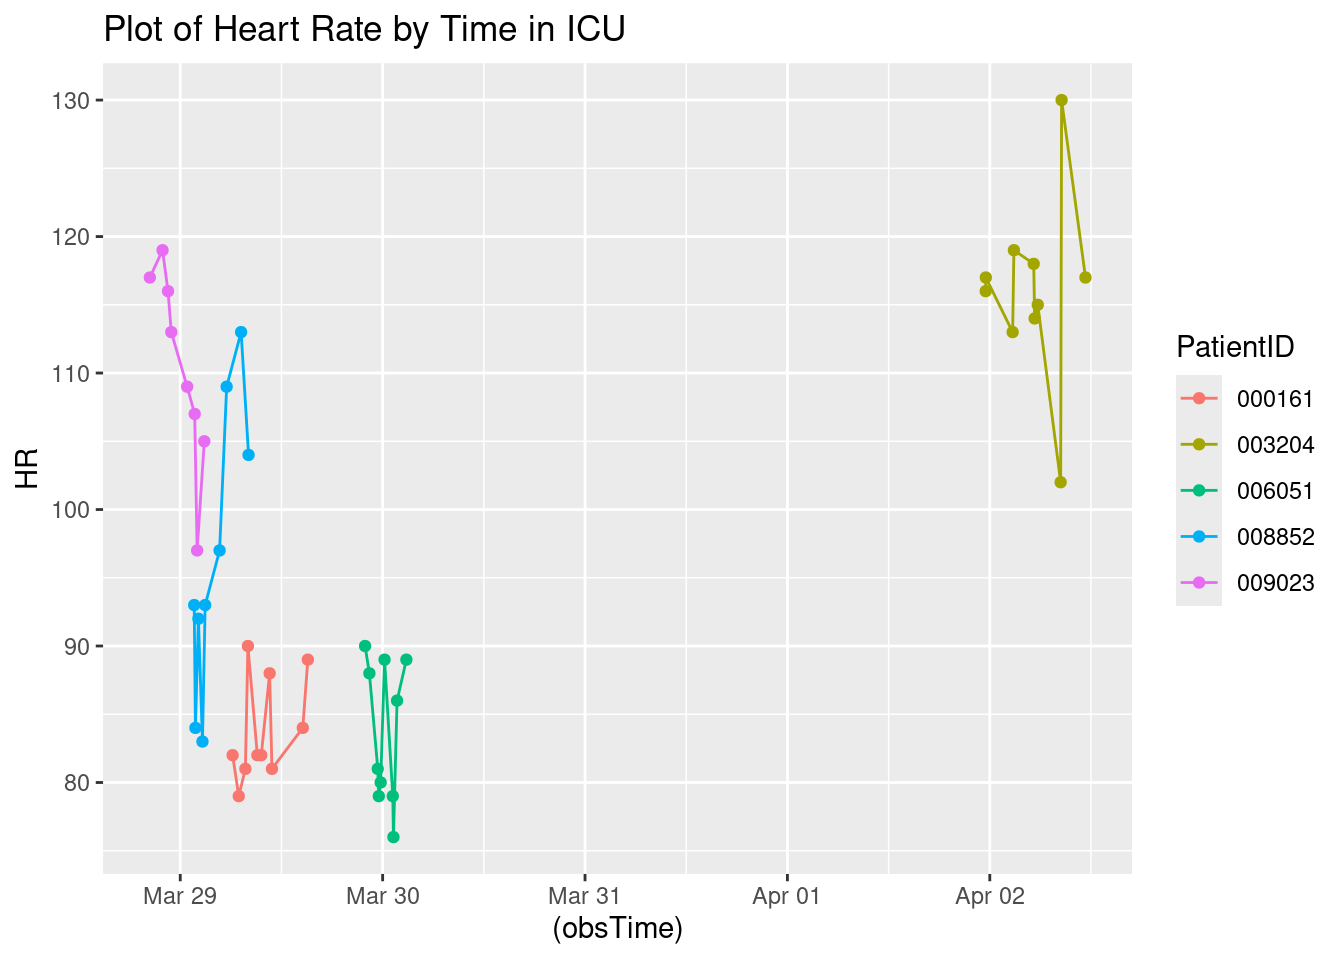 Plot of Heart Rate by Time in ICU
130
120
110
100
90
80
HR
Mar 29
Mar 30
Mar 31
Apr 01
Apr 02
(obsTime)
PatientID
000161
003204
006051
008852
009023